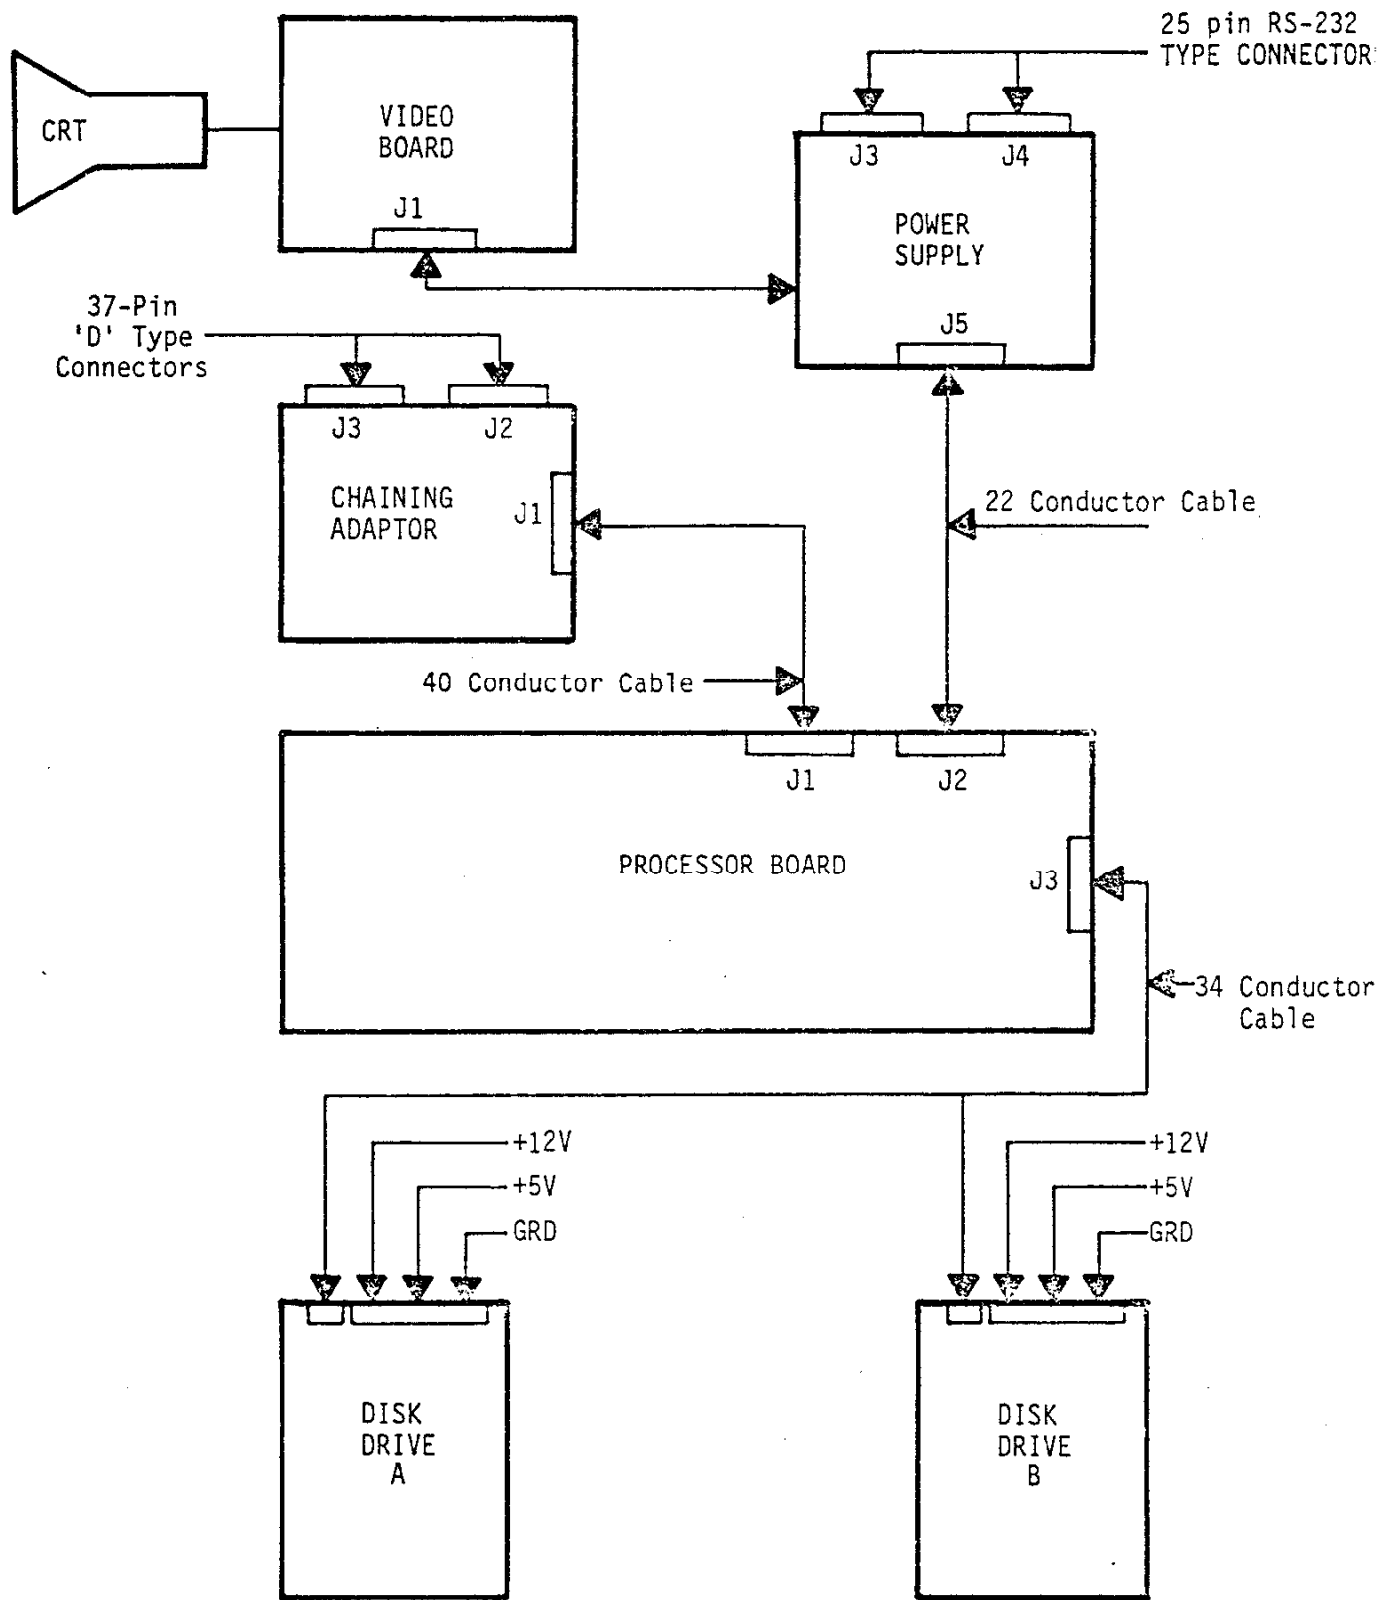 25 pin RS-232
TYPE CONNECTOR
CRT
VIDEO
BOARD
J1
J3
J4
POWER
SUPPLY
J5
37-Pin
'D' Type
Connectors
J3
J2
CHAINING
ADAPTOR
J1
22 Conductor Cable
40 Conductor Cable
J1
J2
PROCESSOR BOARD
J3
34 Conductor
Cable
+12V
+5V
GRD
+12V
+5V
GRD
DISK
DRIVE
A
DISK
DRIVE
B